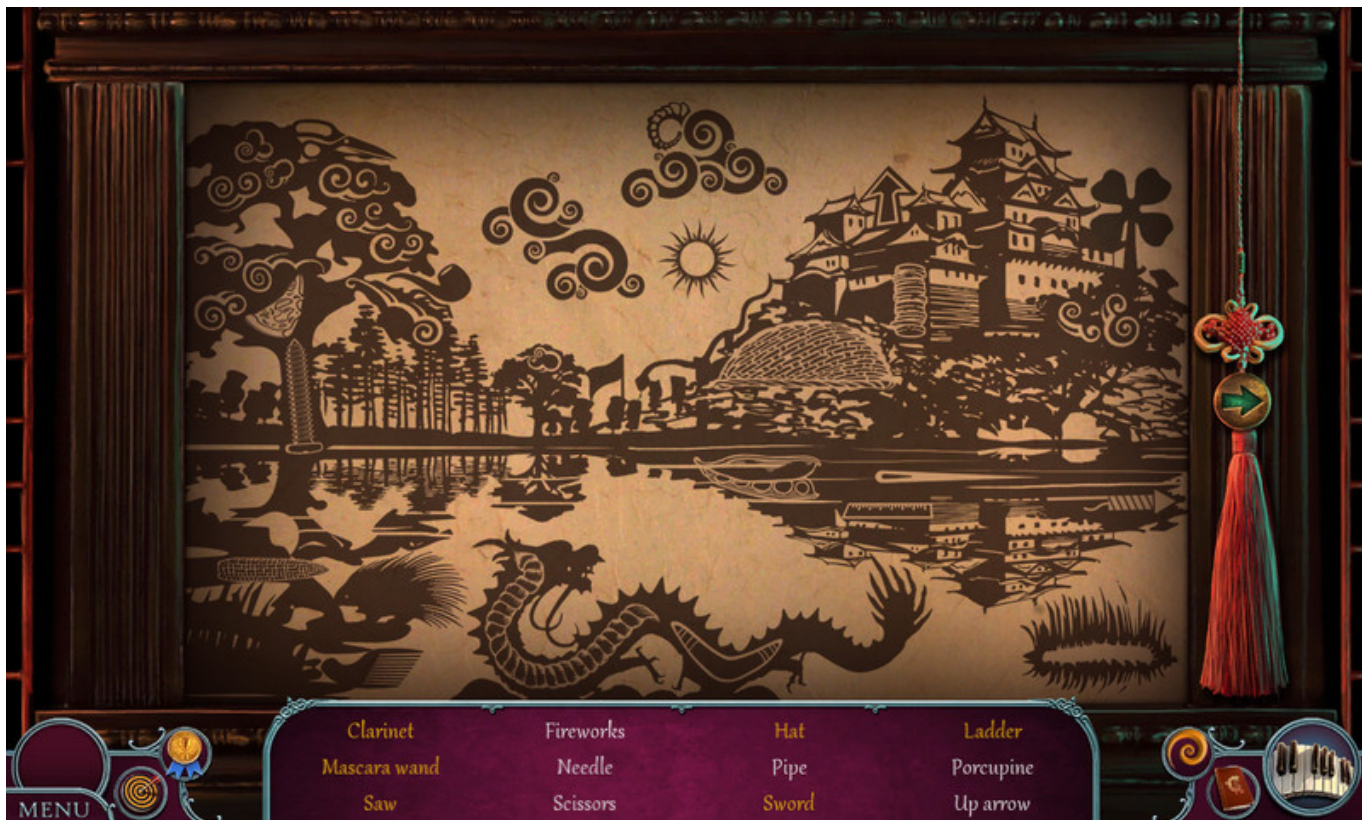 Clarinet Fireworks Hat Ladder
Mascara wand Needle Pipe Porcupine
Saw Scissors Sword Up arrow
MENU